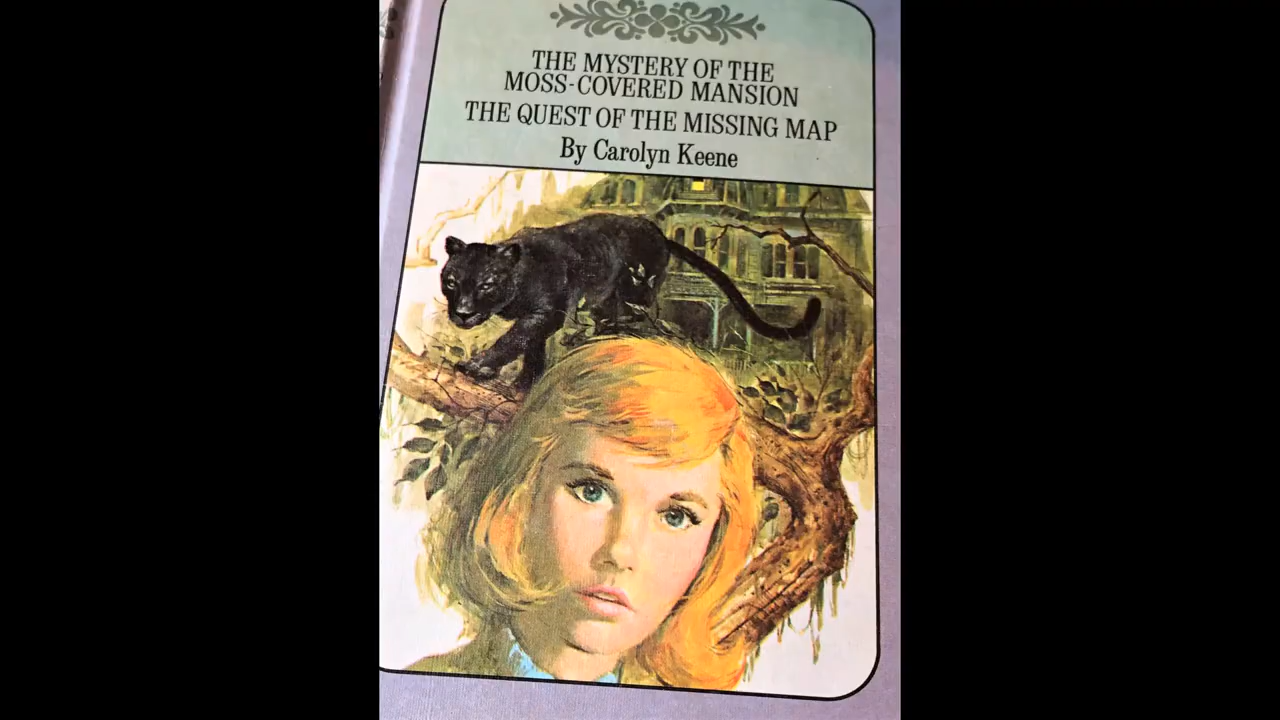 THE MYSTERY OF THE
MOSS-COVERED MANSION
THE QUEST OF THE MISSING MAP
By Carolyn Keene